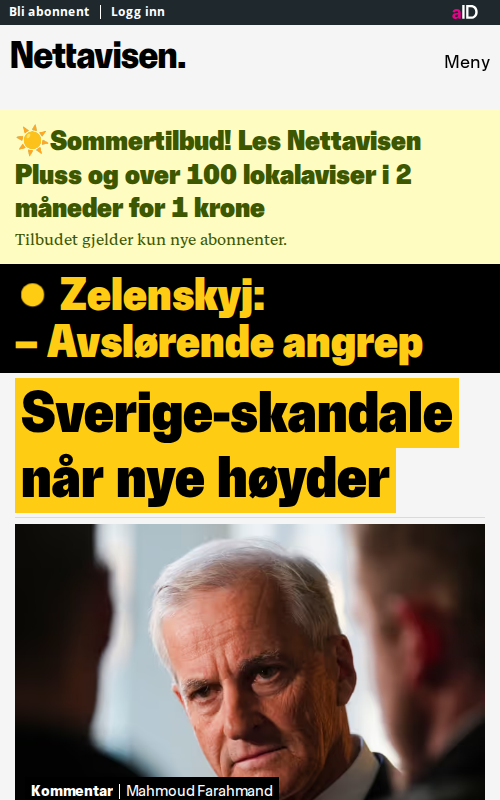 Bli abonnent | Logg inn
aID
Nettavisen.
Meny
☀️Sommertilbud! Les Nettavisen
Pluss og over 100 lokalaviser i 2
måneder for 1 krone
Tilbudet gjelder kun nye abonnenter.
● Zelenskyj:
– Avslørende angrep
Sverige-skandale
når nye høyder
Kommentar | Mahmoud Farahmand